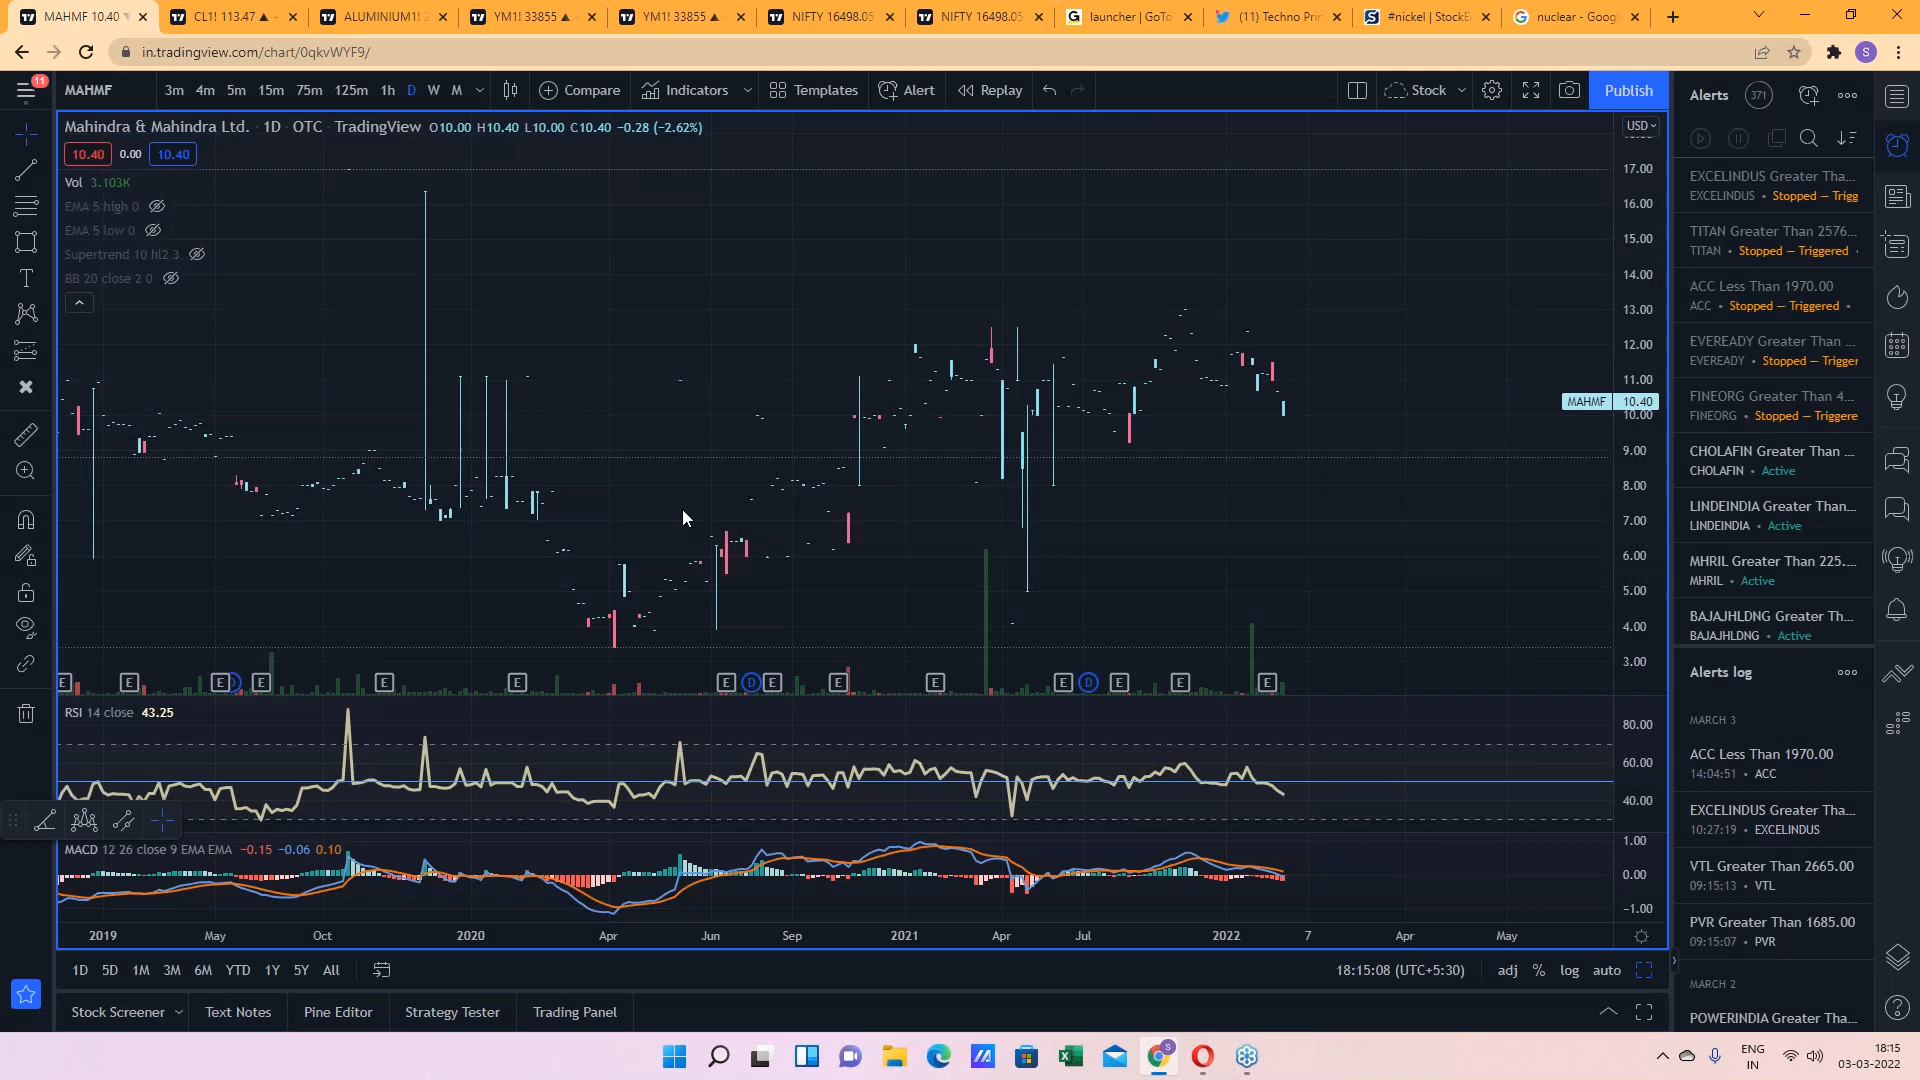 MAHMF 10.40 ▲
CL1! 113.47 ▲
ALUMINIUM1!
YM1! 33855 ▲
YM1! 33855 ▲
NIFTY 16498.05
NIFTY 16498.05
launcher | GoTo
(11) Techno Prin
#nickel | StockE
nuclear - Googl
in.tradingview.com/chart/0qkvWYF9/
S
11
MAHMF
3m 4m 5m 15m 75m 125m 1h D W M
Compare
Indicators
Templates
Alert
Replay
Stock
Publish
Alerts 371
Mahindra & Mahindra Ltd. · 1D · OTC · TradingView O10.00 H10.40 L10.00 C10.40 −0.28 (−2.62%)
USD
10.40 0.00 10.40
Vol 3.103K
EMA 5 high 0
EMA 5 low 0
Supertrend 10 hl2 3
BB 20 close 2 0
17.00
16.00
15.00
14.00
13.00
12.00
11.00
MAHMF 10.40
10.00
9.00
8.00
7.00
6.00
5.00
4.00
3.00
E E E D E E E E D E E E E D E E E
RSI 14 close 43.25
80.00
60.00
40.00
MACD 12 26 close 9 EMA EMA −0.15 −0.06 0.10
1.00
0.00
−1.00
2019 May Oct 2020 Apr Jun Sep 2021 Apr Jul 2022 7 Apr May
1D 5D 1M 3M 6M YTD 1Y 5Y All
18:15:08 (UTC+5:30) adj % log auto
Stock Screener Text Notes Pine Editor Strategy Tester Trading Panel
EXCELINDUS Greater Tha...
EXCELINDUS • Stopped — Trigg
TITAN Greater Than 2576...
TITAN • Stopped — Triggered •
ACC Less Than 1970.00
ACC • Stopped — Triggered •
EVEREADY Greater Than ...
EVEREADY • Stopped — Trigger
FINEORG Greater Than 4...
FINEORG • Stopped — Triggere
CHOLAFIN Greater Than ...
CHOLAFIN • Active
LINDEINDIA Greater Than...
LINDEINDIA • Active
MHRIL Greater Than 225....
MHRIL • Active
BAJAJHLDNG Greater Th...
BAJAJHLDNG • Active
Alerts log
MARCH 3
ACC Less Than 1970.00
14:04:51 • ACC
EXCELINDUS Greater Tha...
10:27:19 • EXCELINDUS
VTL Greater Than 2665.00
09:15:13 • VTL
PVR Greater Than 1685.00
09:15:07 • PVR
MARCH 2
POWERINDIA Greater Tha...
S
ENG
IN
18:15
03-03-2022